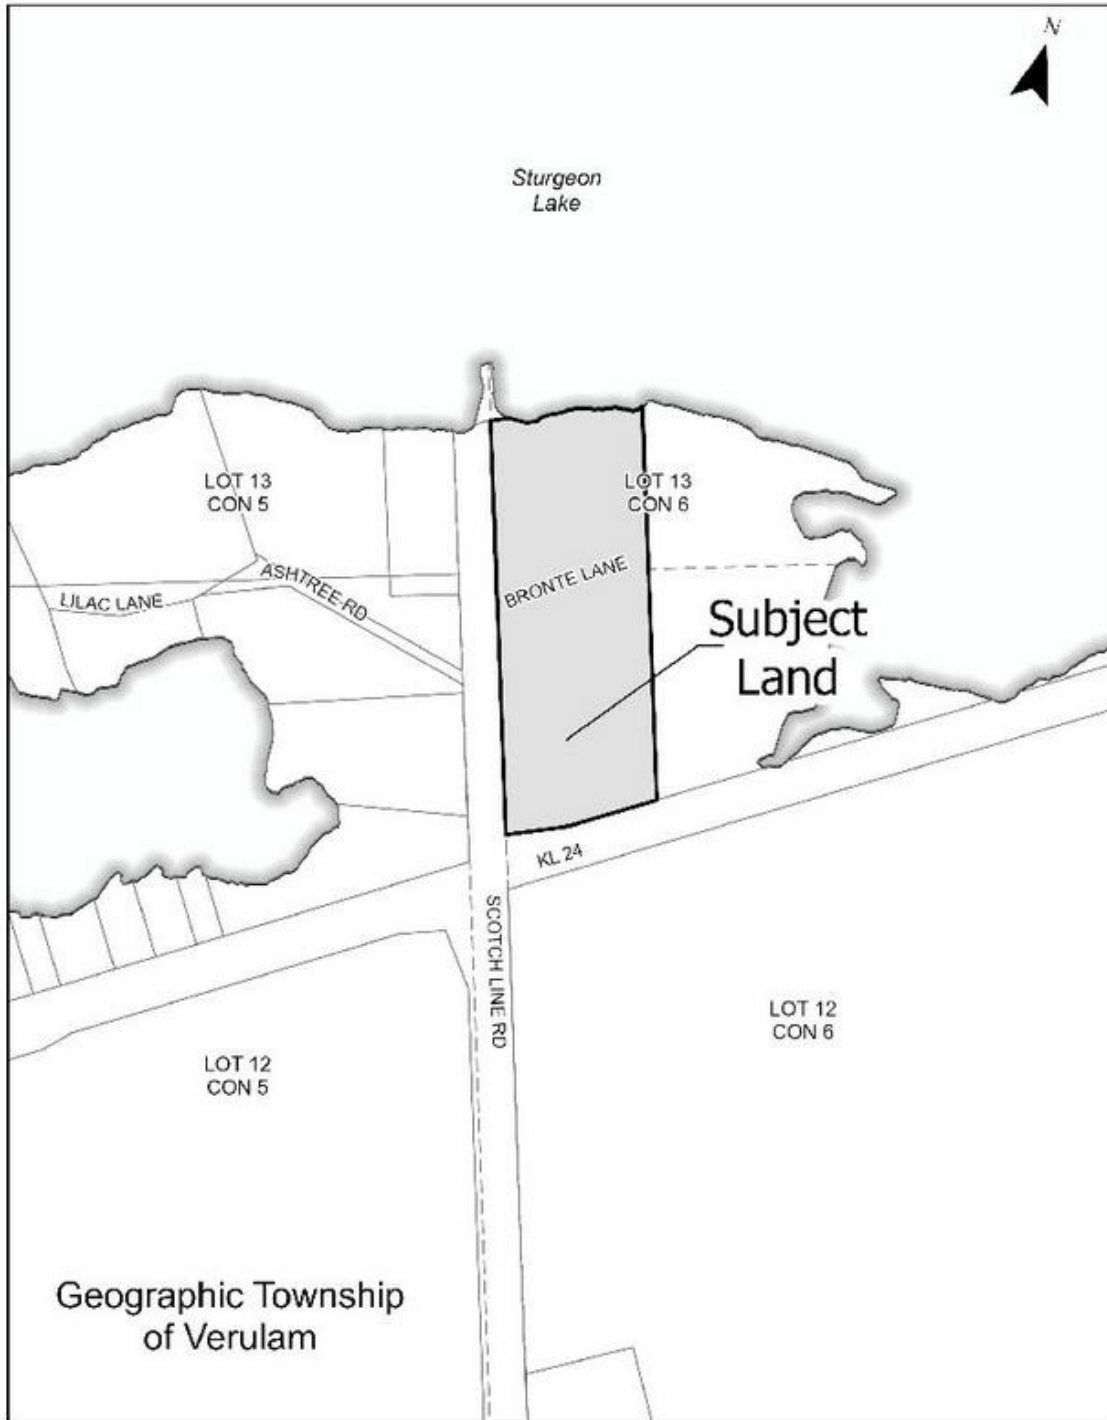 N
Sturgeon
Lake
LOT 13
CON 5
LOT 13
CON 6
ASHTREE RD
LILAC LANE
BRONTE LANE
Subject
Land
KL 24
SCOTCH LINE RD
LOT 12
CON 6
LOT 12
CON 5
Geographic Township
of Verulam